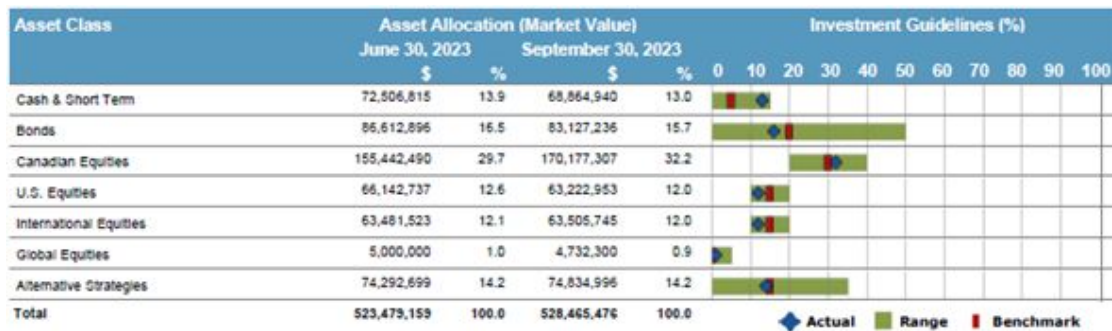 Asset Class Asset Allocation (Market Value) Investment Guidelines (%)
June 30, 2023 September 30, 2023
$ % $ % 0 10 20 30 40 50 60 70 80 90 100
Cash & Short Term 72,506,815 13.9 68,864,940 13.0
Bonds 86,612,896 16.5 83,127,236 15.7
Canadian Equities 155,442,490 29.7 170,177,307 32.2
U.S. Equities 66,142,737 12.6 63,222,953 12.0
International Equities 63,481,523 12.1 63,505,745 12.0
Global Equities 5,000,000 1.0 4,732,300 0.9
Alternative Strategies 74,292,699 14.2 74,834,996 14.2
Total 523,479,159 100.0 528,465,476 100.0
Actual Range Benchmark